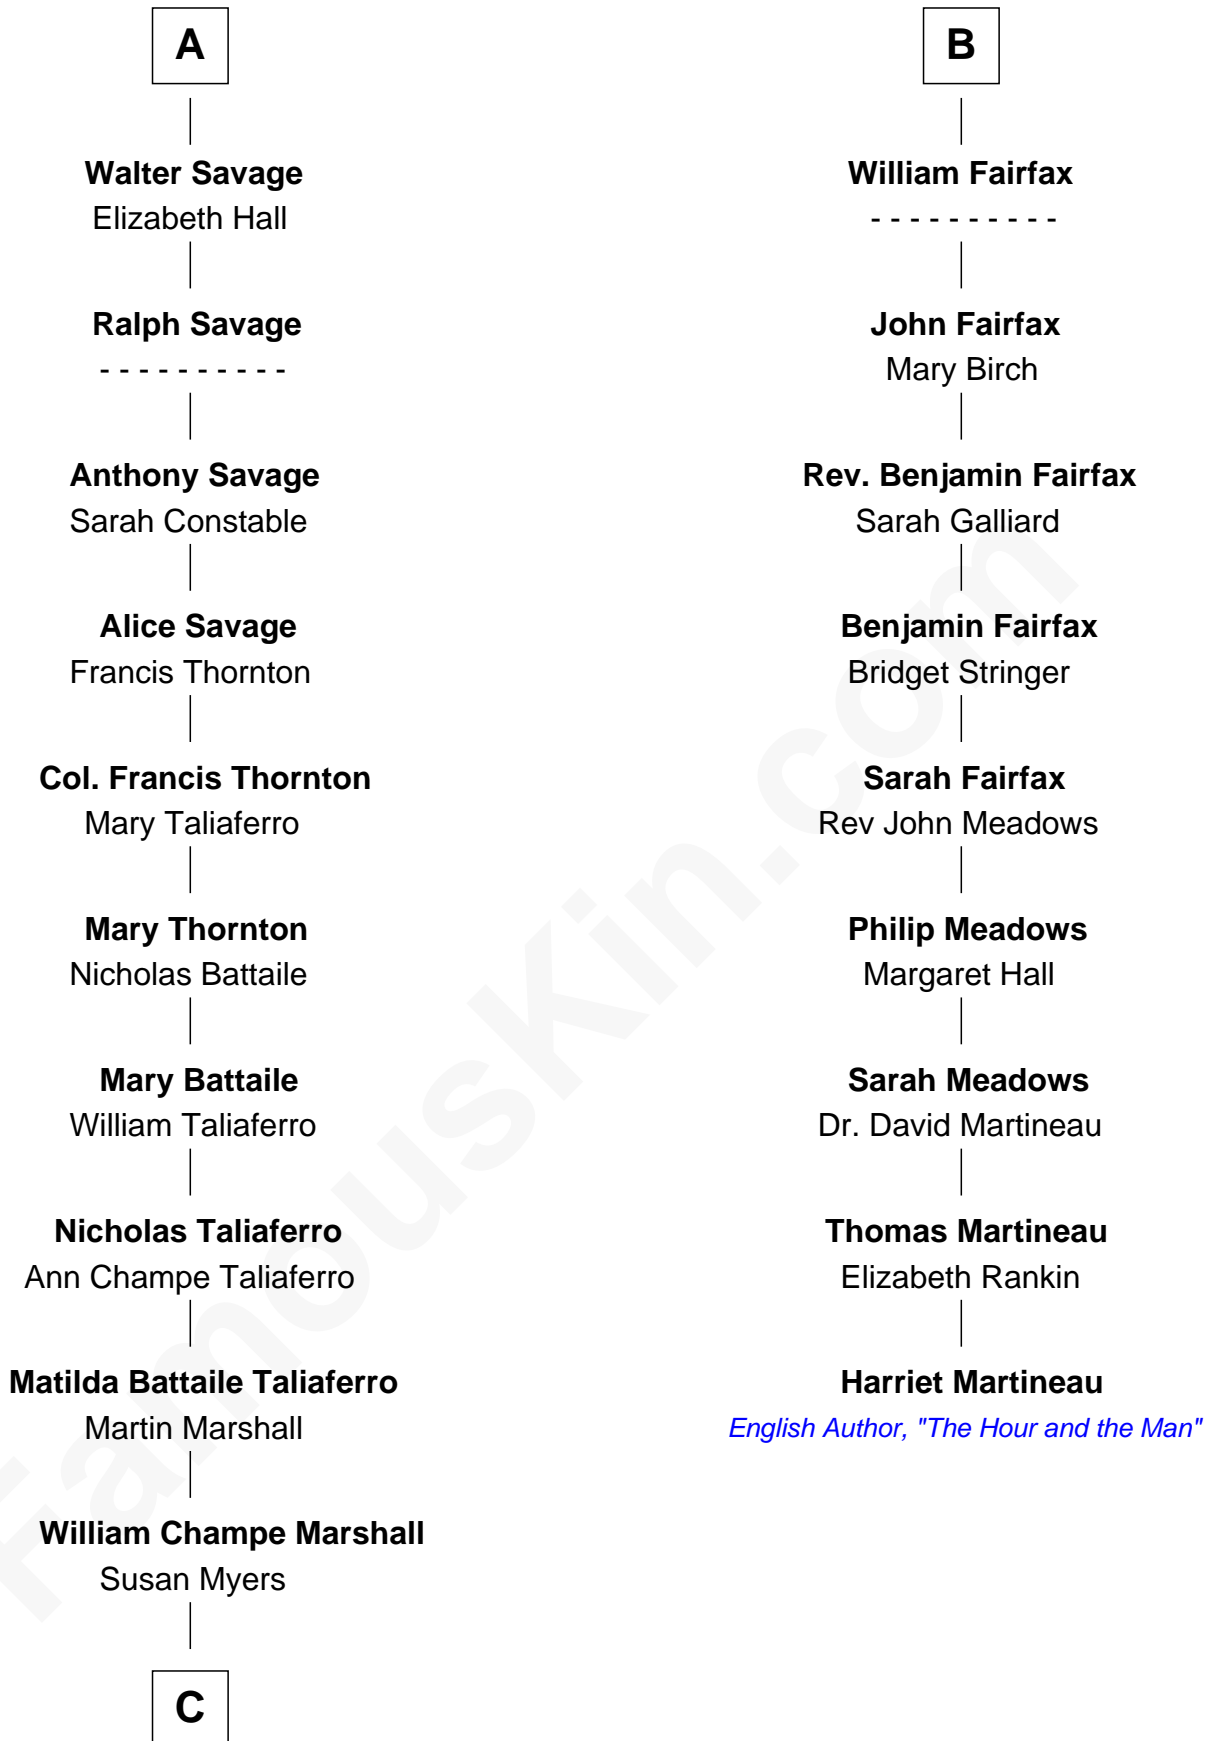 A
Walter Savage
Elizabeth Hall
Ralph Savage
- - - - - - - - - -
Anthony Savage
Sarah Constable
Alice Savage
Francis Thornton
Col. Francis Thornton
Mary Taliaferro
Mary Thornton
Nicholas Battaile
Mary Battaile
William Taliaferro
Nicholas Taliaferro
Ann Champe Taliaferro
Matilda Battaile Taliaferro
Martin Marshall
William Champe Marshall
Susan Myers
C
B
William Fairfax
- - - - - - - - - -
John Fairfax
Mary Birch
Rev. Benjamin Fairfax
Sarah Galliard
Benjamin Fairfax
Bridget Stringer
Sarah Fairfax
Rev John Meadows
Philip Meadows
Margaret Hall
Sarah Meadows
Dr. David Martineau
Thomas Martineau
Elizabeth Rankin
Harriet Martineau
English Author, "The Hour and the Man"
FamousKin.com